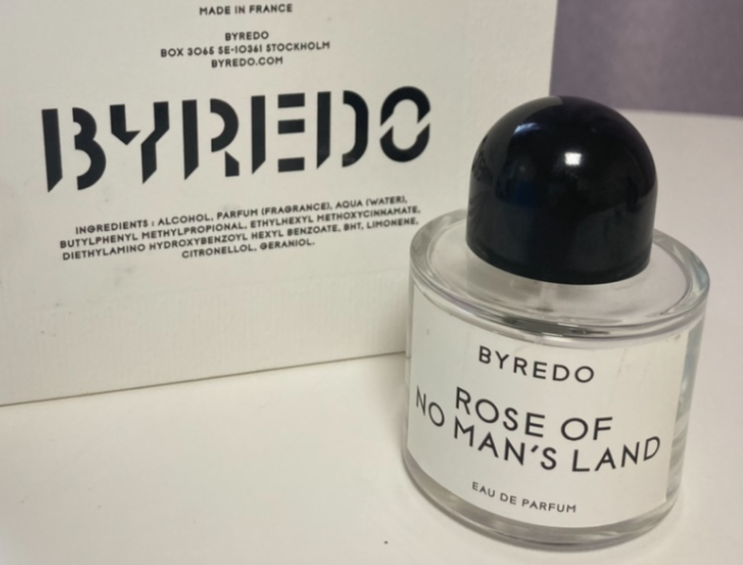 MADE IN FRANCE
BYREDO
BOX 3065 SE-10361 STOCKHOLM
BYREDO.COM
BYREDO
INGREDIENTS : ALCOHOL, PARFUM (FRAGRANCE), AQUA (WATER),
BUTYLPHENYL METHYLPROPIONAL, ETHYLHEXYL METHOXYCINNAMATE,
DIETHYLAMINO HYDROXYBENZOYL HEXYL BENZOATE, BHT, LIMONENE,
CITRONELLOL, GERANIOL.
BYREDO
ROSE OF
NO MAN'S LAND
EAU DE PARFUM